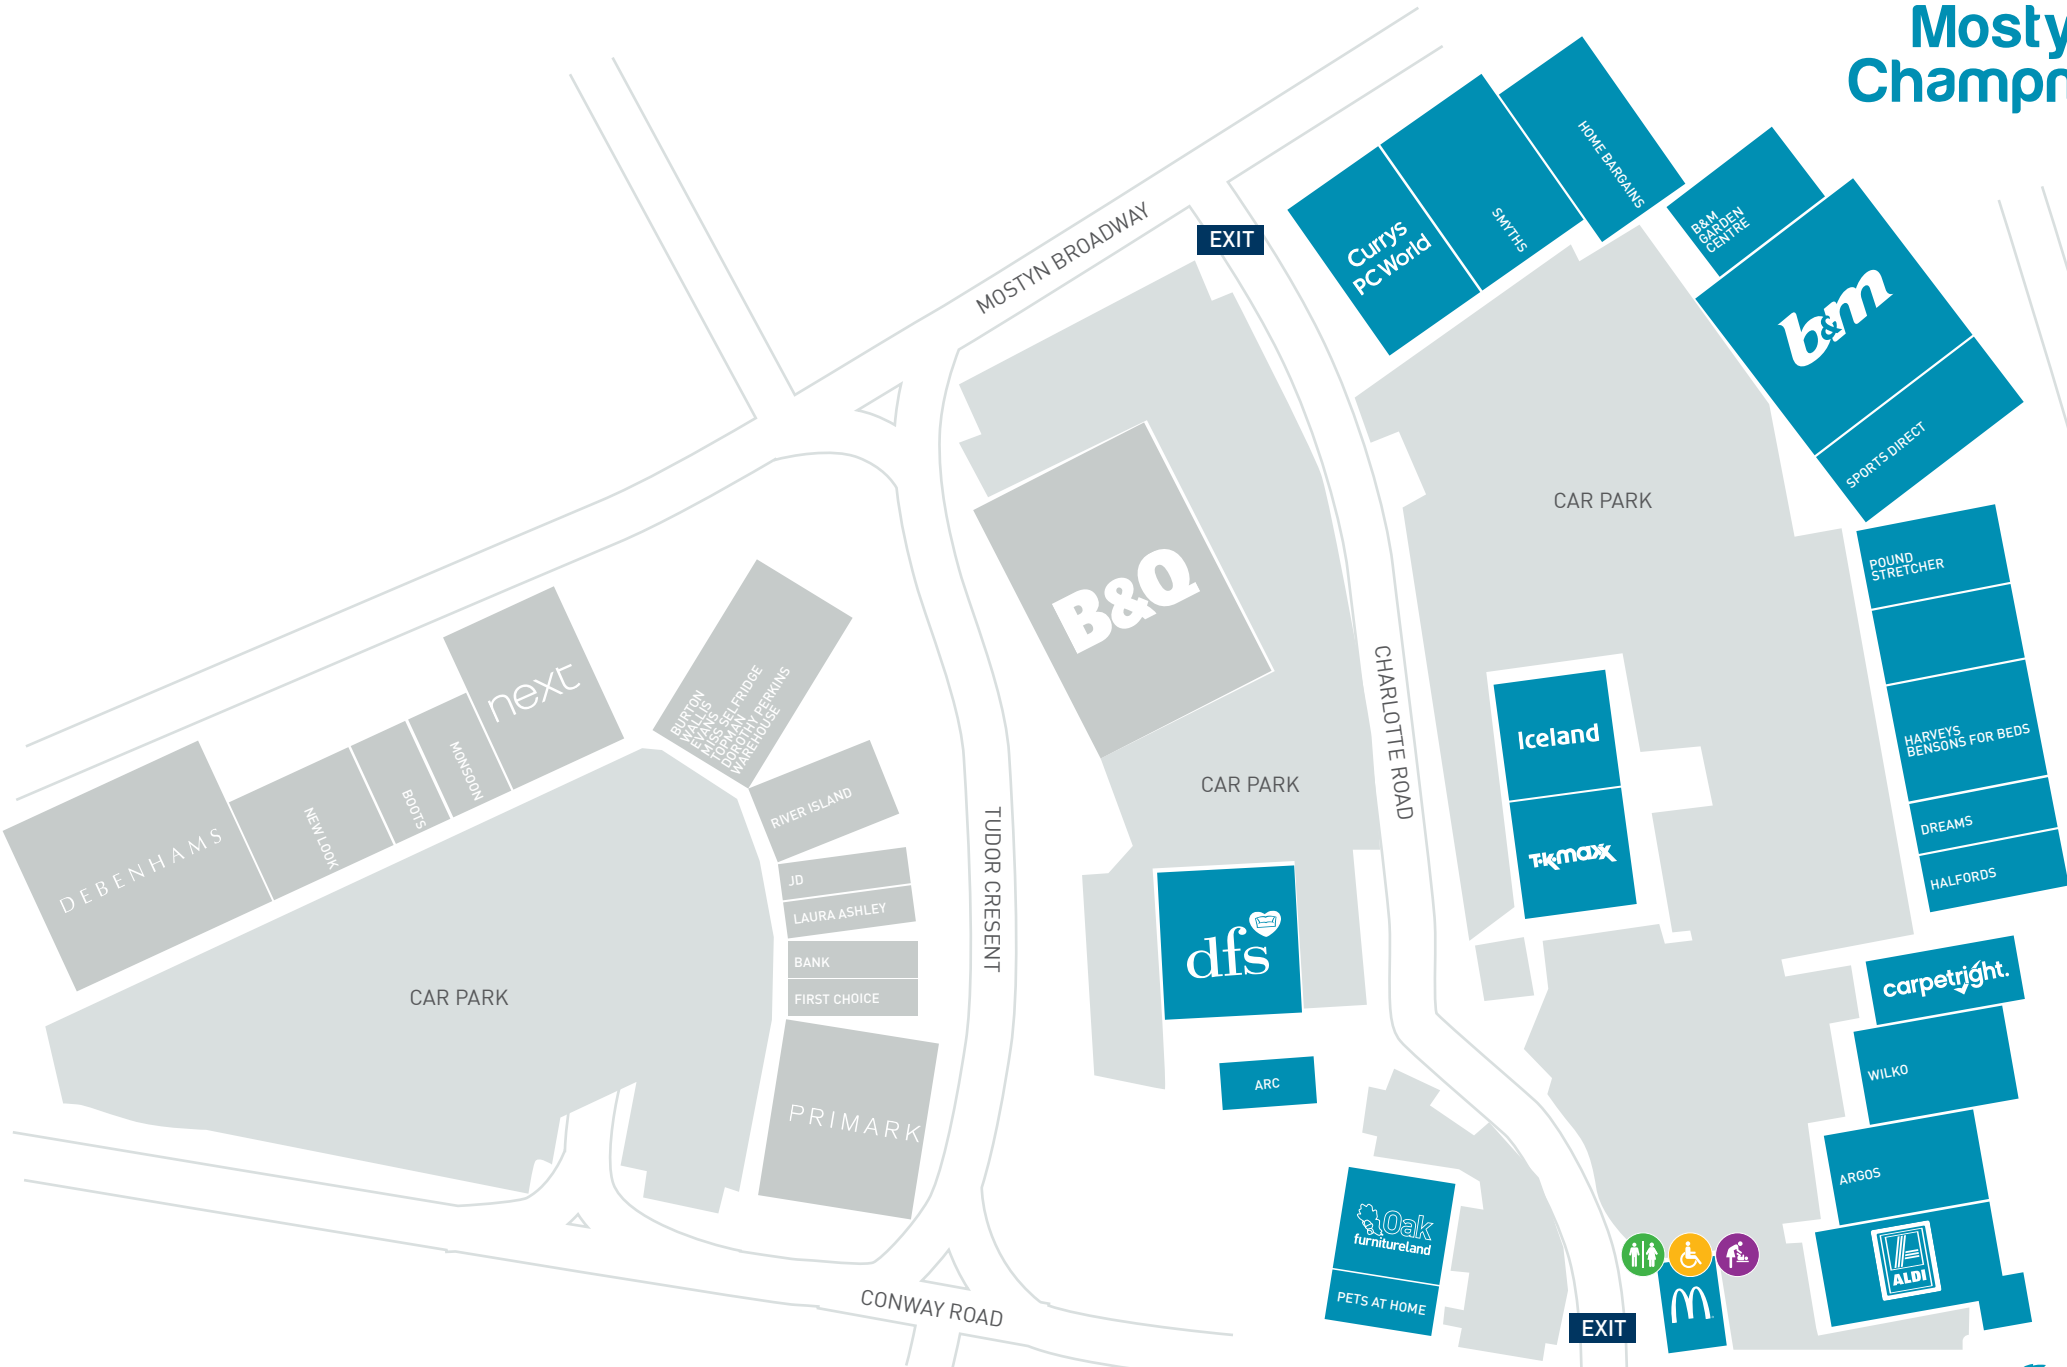 Mosty
Champn
MOSTYN BROADWAY
EXIT
Currys
PC World
SMYTHS
HOME BARGAINS
B&M
GARDEN
CENTRE
b&m
SPORTS DIRECT
CAR PARK
POUND
STRETCHER
HARVEYS
BENSONS FOR BEDS
DREAMS
HALFORDS
B&Q
CHARLOTTE ROAD
Iceland
TK maxx
CAR PARK
next
MONSOON
BOOTS
NEW LOOK
DEBENHAMS
BURTON
WALLIS
EVANS
MISS SELFRIDGE
TOPMAN
DOROTHY PERKINS
WAREHOUSE
RIVER ISLAND
JD
LAURA ASHLEY
BANK
FIRST CHOICE
PRIMARK
CAR PARK
TUDOR CRESENT
dfs
ARC
carpetright.
WILKO
ARGOS
ALDI
Oak
furnitureland
PETS AT HOME
M
EXIT
CONWAY ROAD